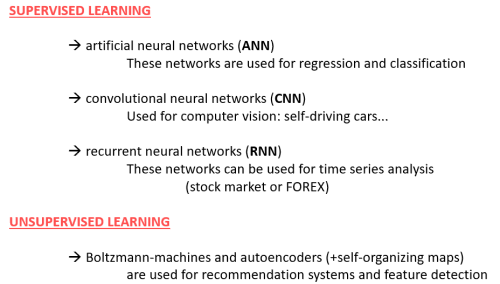 SUPERVISED LEARNING
→ artificial neural networks (ANN)
These networks are used for regression and classification
→ convolutional neural networks (CNN)
Used for computer vision: self-driving cars...
→ recurrent neural networks (RNN)
These networks can be used for time series analysis
(stock market or FOREX)
UNSUPERVISED LEARNING
→ Boltzmann-machines and autoencoders (+self-organizing maps)
are used for recommendation systems and feature detection